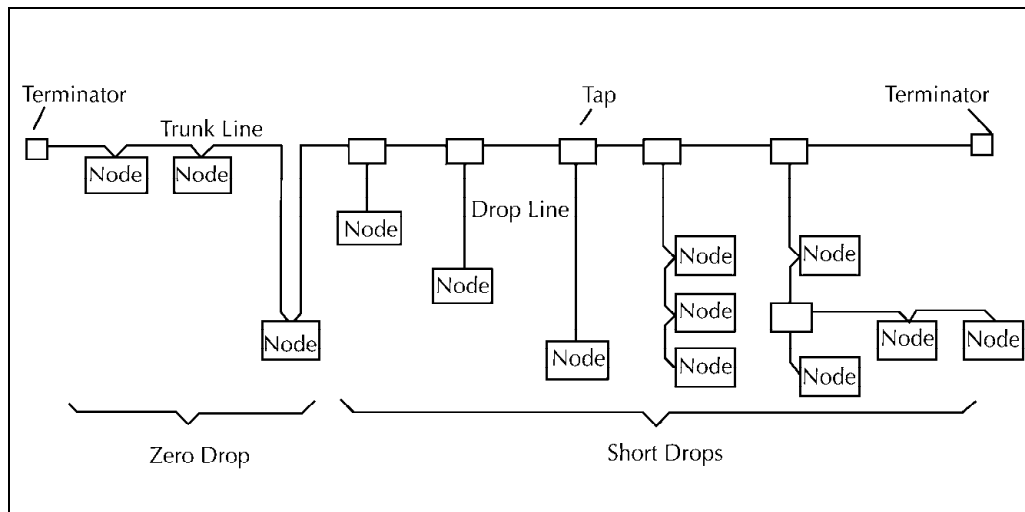 Terminator
Tap
Terminator
Trunk Line
Node
Node
Node
Drop Line
Node
Node
Node
Node
Node
Node
Node
Node
Node
Node
Node
Zero Drop
Short Drops